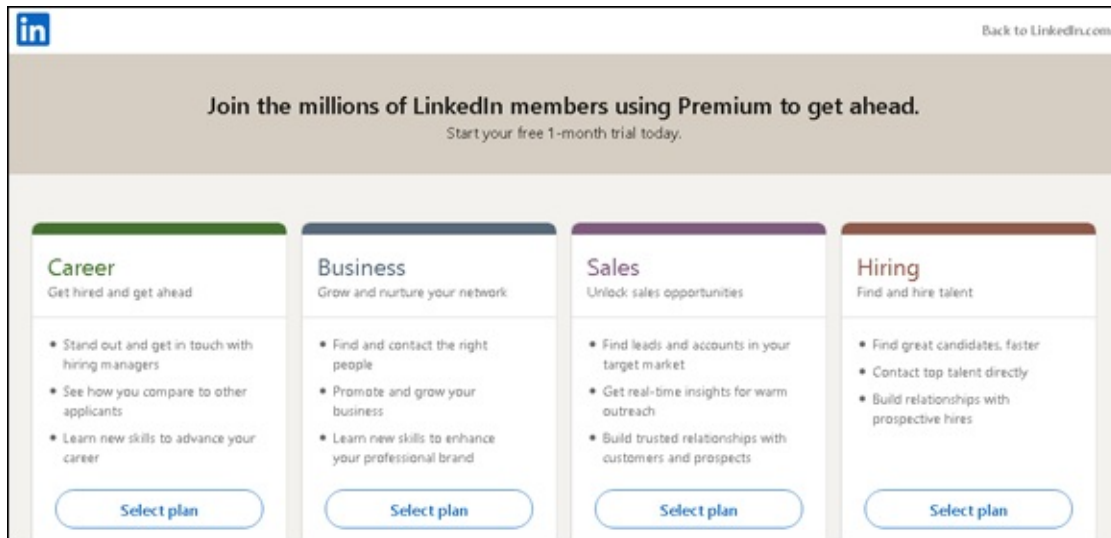 in
Back to LinkedIn.com
Join the millions of LinkedIn members using Premium to get ahead.
Start your free 1-month trial today.
Career
Get hired and get ahead
• Stand out and get in touch with
hiring managers
• See how you compare to other
applicants
• Learn new skills to advance your
career
Select plan
Business
Grow and nurture your network
• Find and contact the right
people
• Promote and grow your
business
• Learn new skills to enhance
your professional brand
Select plan
Sales
Unlock sales opportunities
• Find leads and accounts in your
target market
• Get real-time insights for warm
outreach
• Build trusted relationships with
customers and prospects
Select plan
Hiring
Find and hire talent
• Find great candidates, faster
• Contact top talent directly
• Build relationships with
prospective hires
Select plan